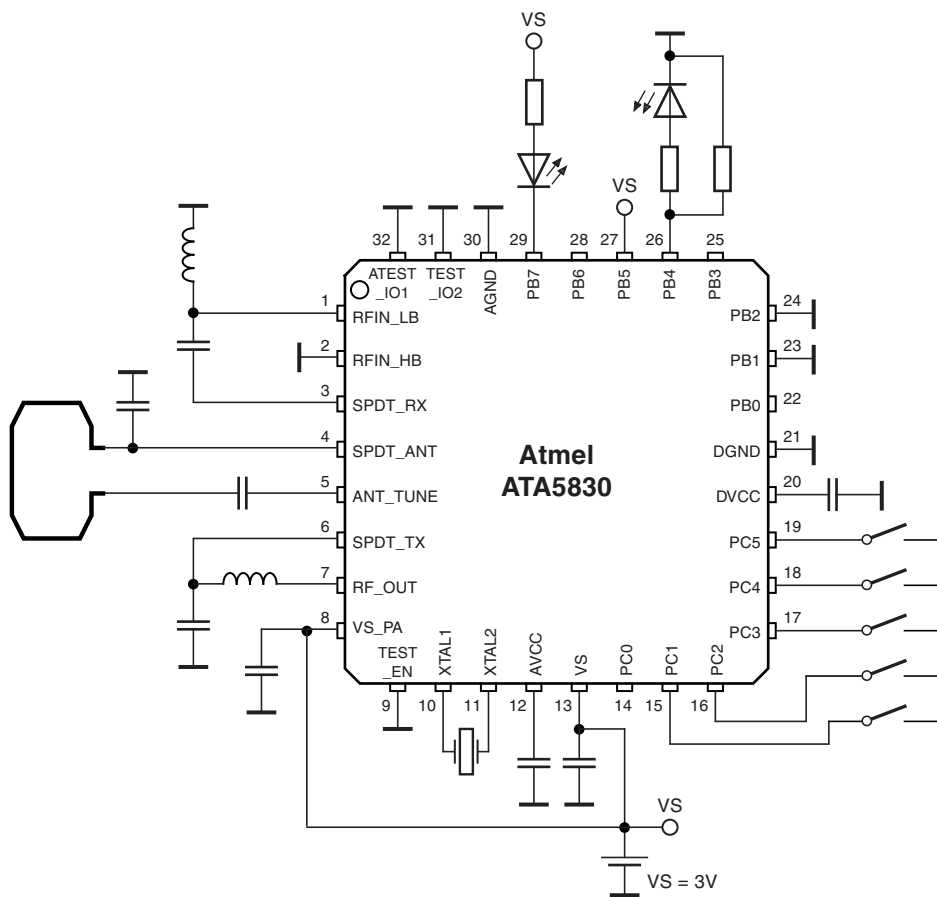 VS
VS
32
31
30
29
28
27
26
25
ATEST
_IO1
TEST
_IO2
AGND
PB7
PB6
PB5
PB4
PB3
1
RFIN_LB
2
RFIN_HB
3
SPDT_RX
4
SPDT_ANT
5
ANT_TUNE
6
SPDT_TX
7
RF_OUT
8
VS_PA
Atmel
ATA5830
PB2
24
PB1
23
PB0
22
DGND
21
DVCC
20
PC5
19
PC4
18
PC3
17
TEST
_EN
XTAL1
XTAL2
AVCC
VS
PC0
PC1
PC2
9
10
11
12
13
14
15
16
VS
VS = 3V